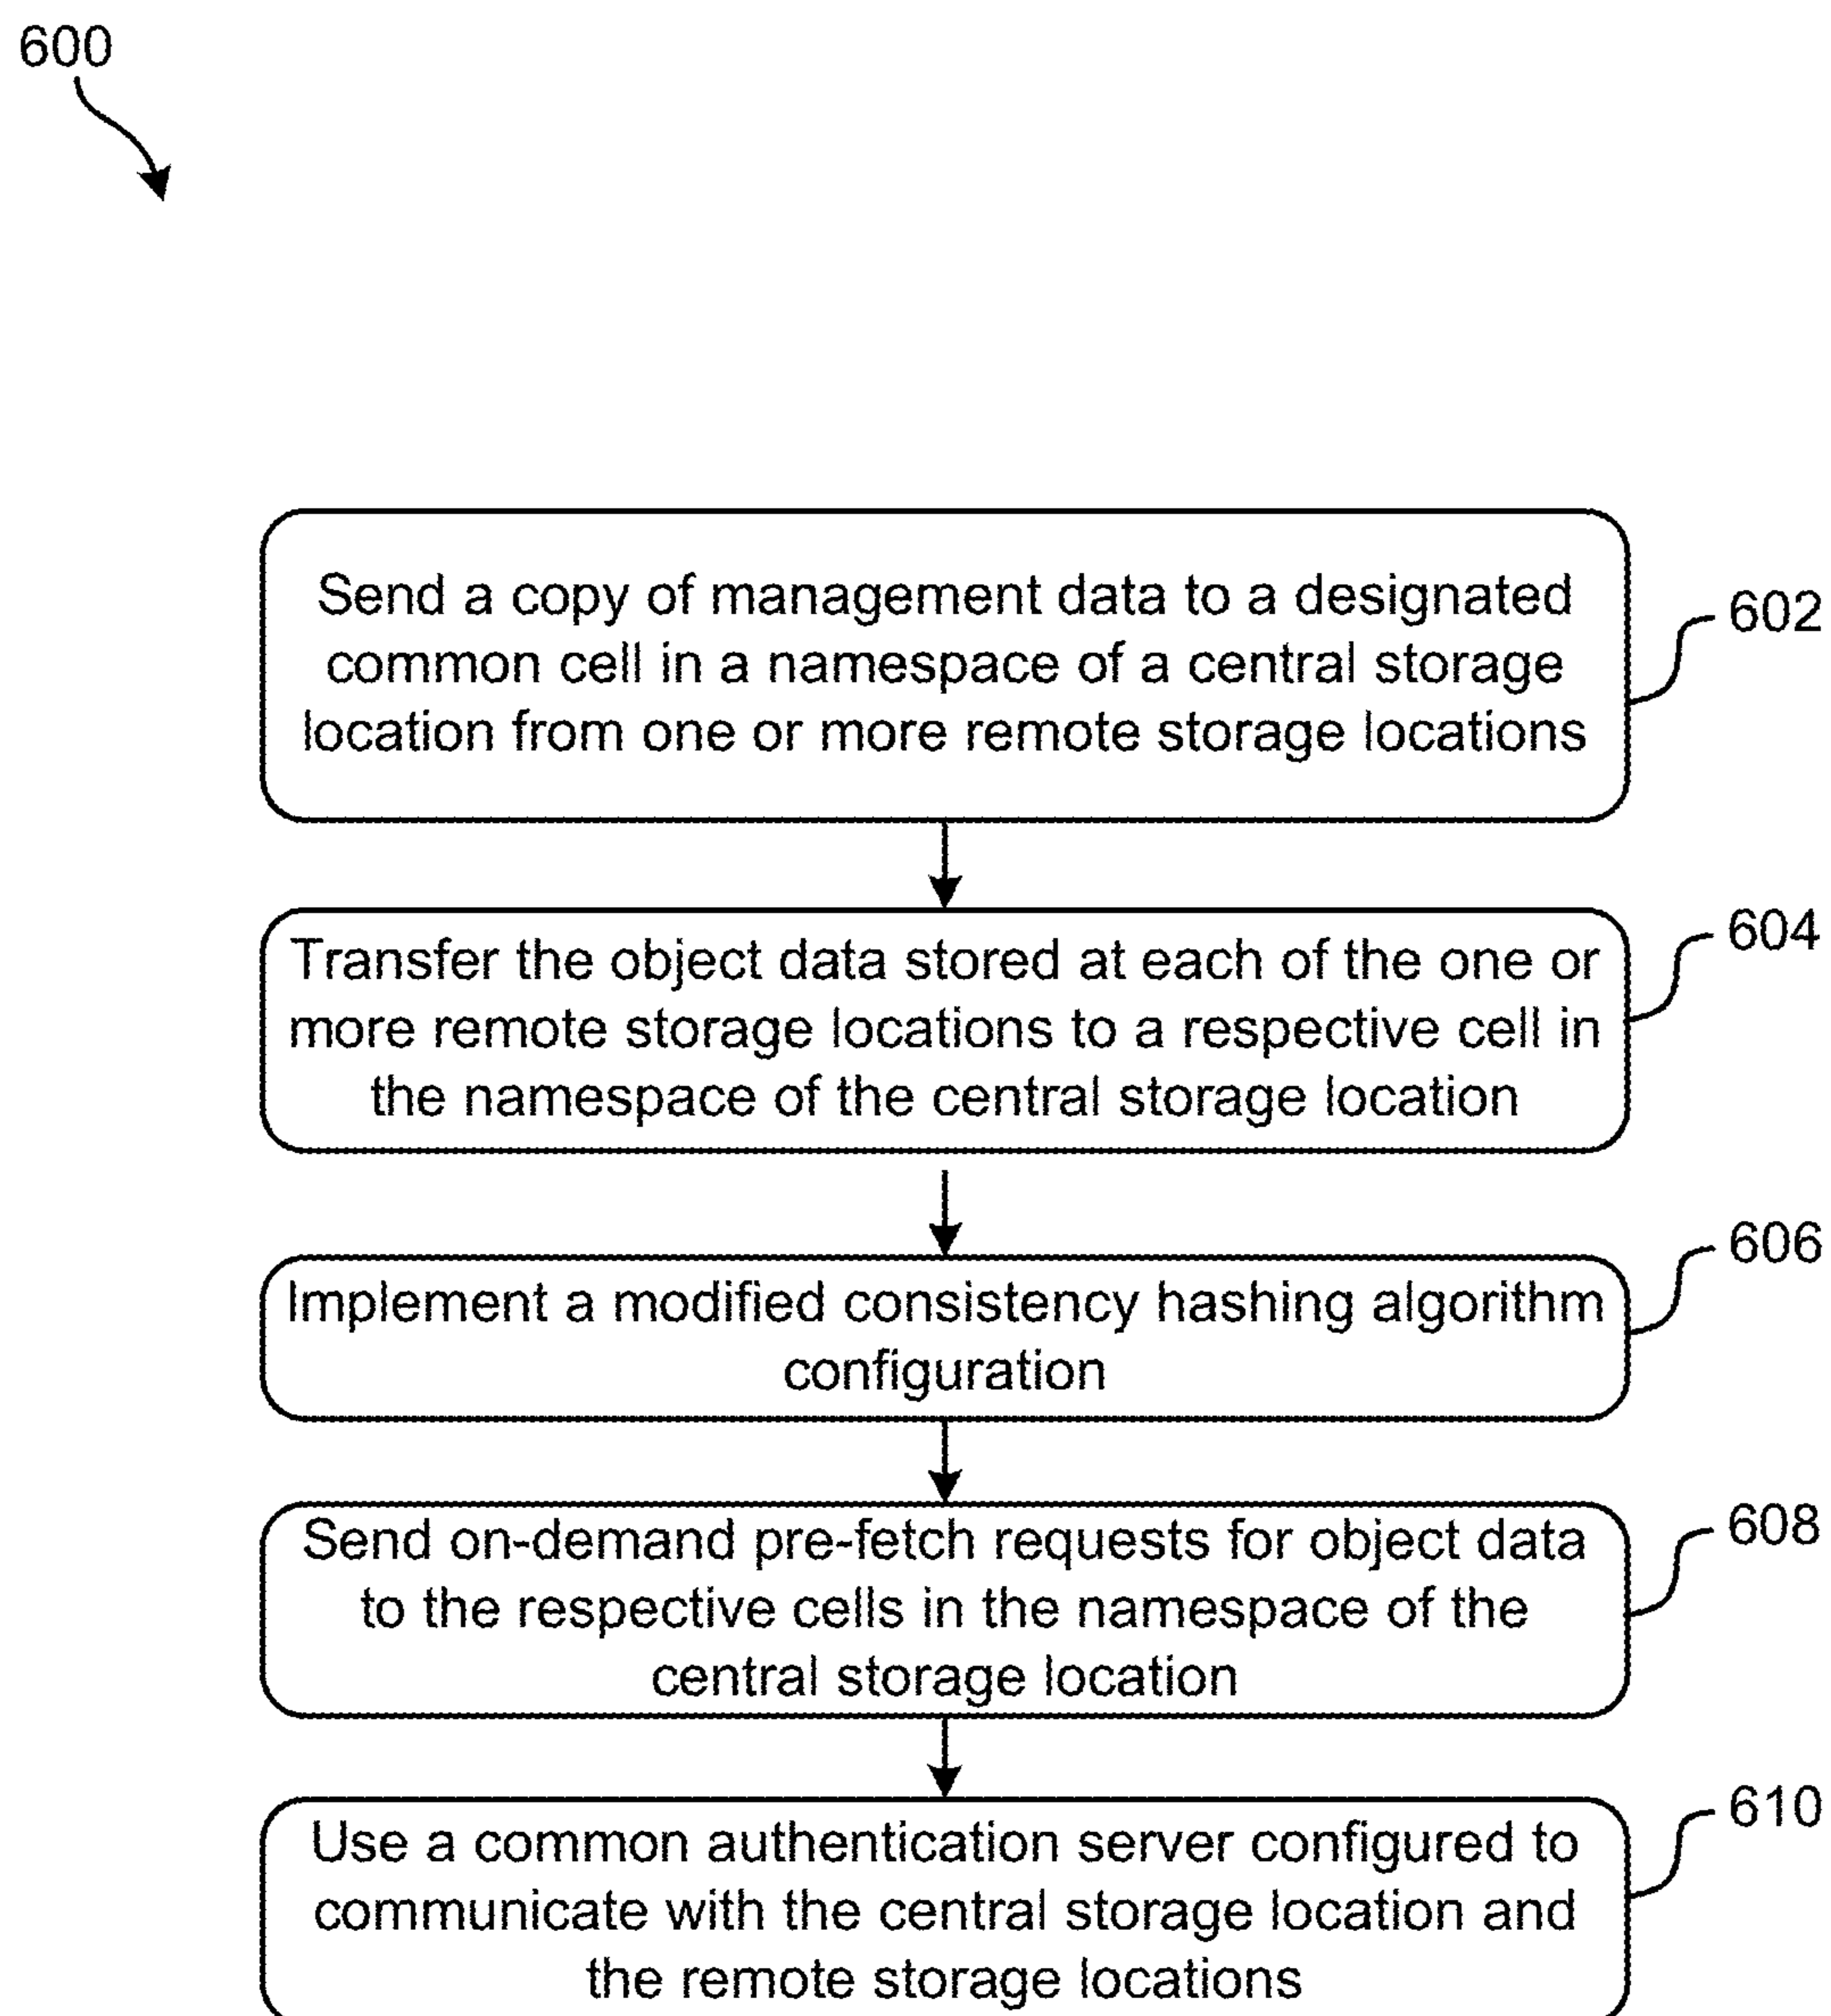 600
Send a copy of management data to a designated
common cell in a namespace of a central storage
location from one or more remote storage locations
602
Transfer the object data stored at each of the one or
more remote storage locations to a respective cell in
the namespace of the central storage location
604
Implement a modified consistency hashing algorithm
configuration
606
Send on-demand pre-fetch requests for object data
to the respective cells in the namespace of the
central storage location
608
Use a common authentication server configured to
communicate with the central storage location and
the remote storage locations
610